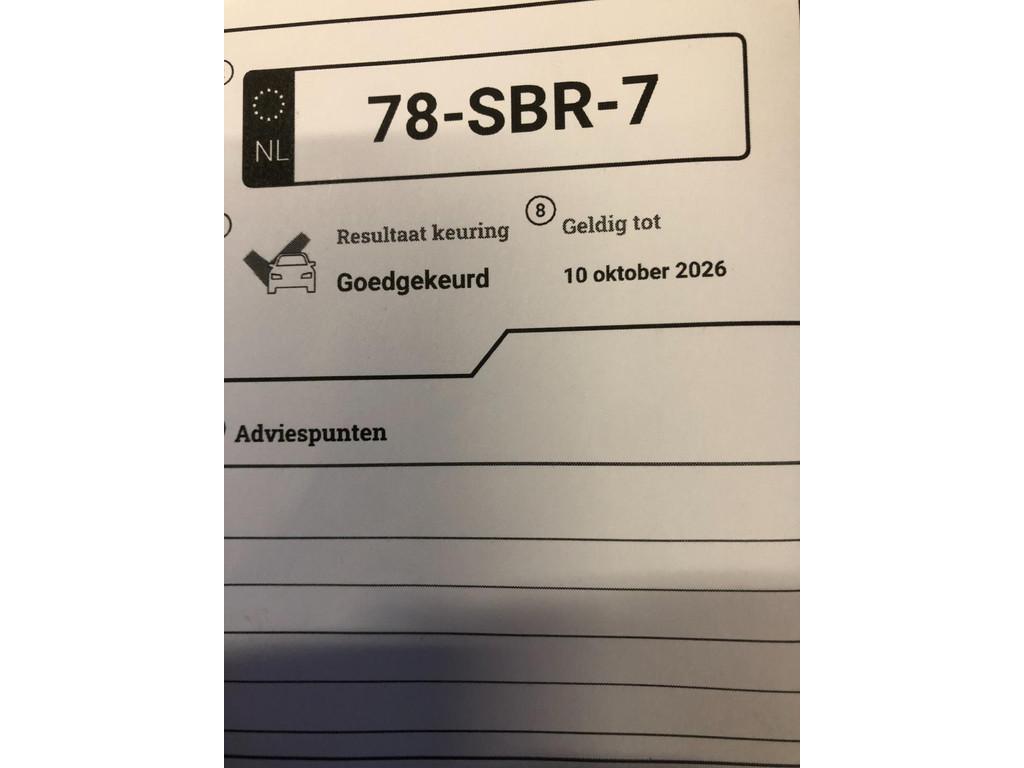 NL
78-SBR-7
Resultaat keuring
8
Geldig tot
Goedgekeurd
10 oktober 2026
Adviespunten